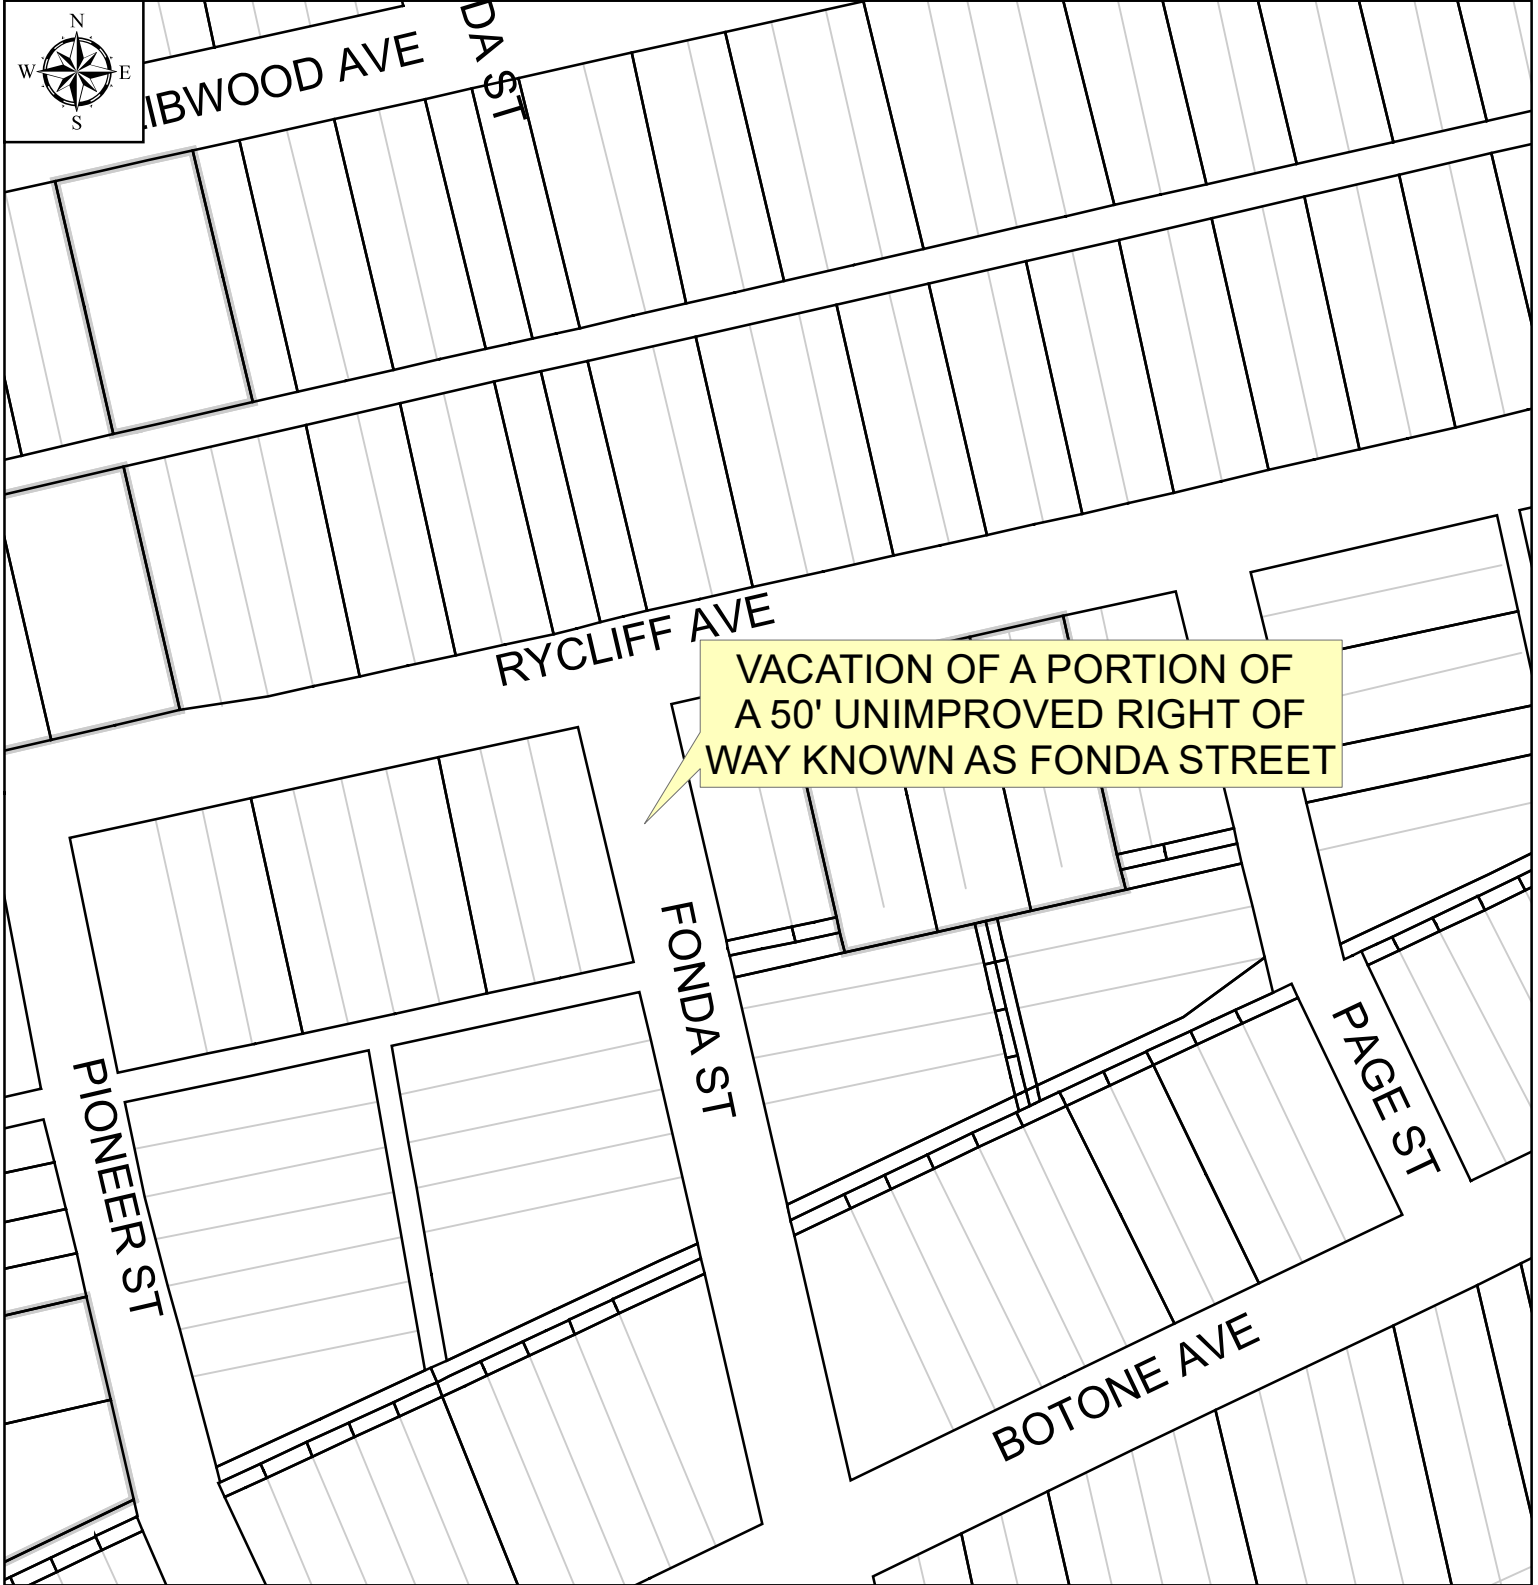 N
W E
S
IBWOOD AVE
DA ST
RYCLIFF AVE
VACATION OF A PORTION OF
A 50' UNIMPROVED RIGHT OF
WAY KNOWN AS FONDA STREET
FONDA ST
PIONEER ST
PAGE ST
BOTONE AVE